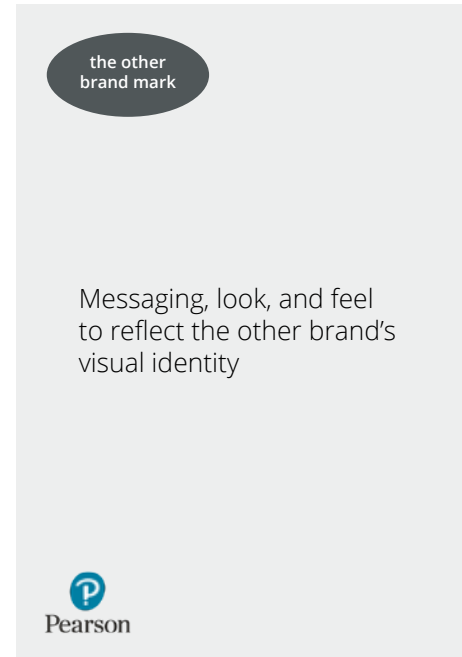 the other
brand mark
Messaging, look, and feel
to reflect the other brand’s
visual identity
Pearson